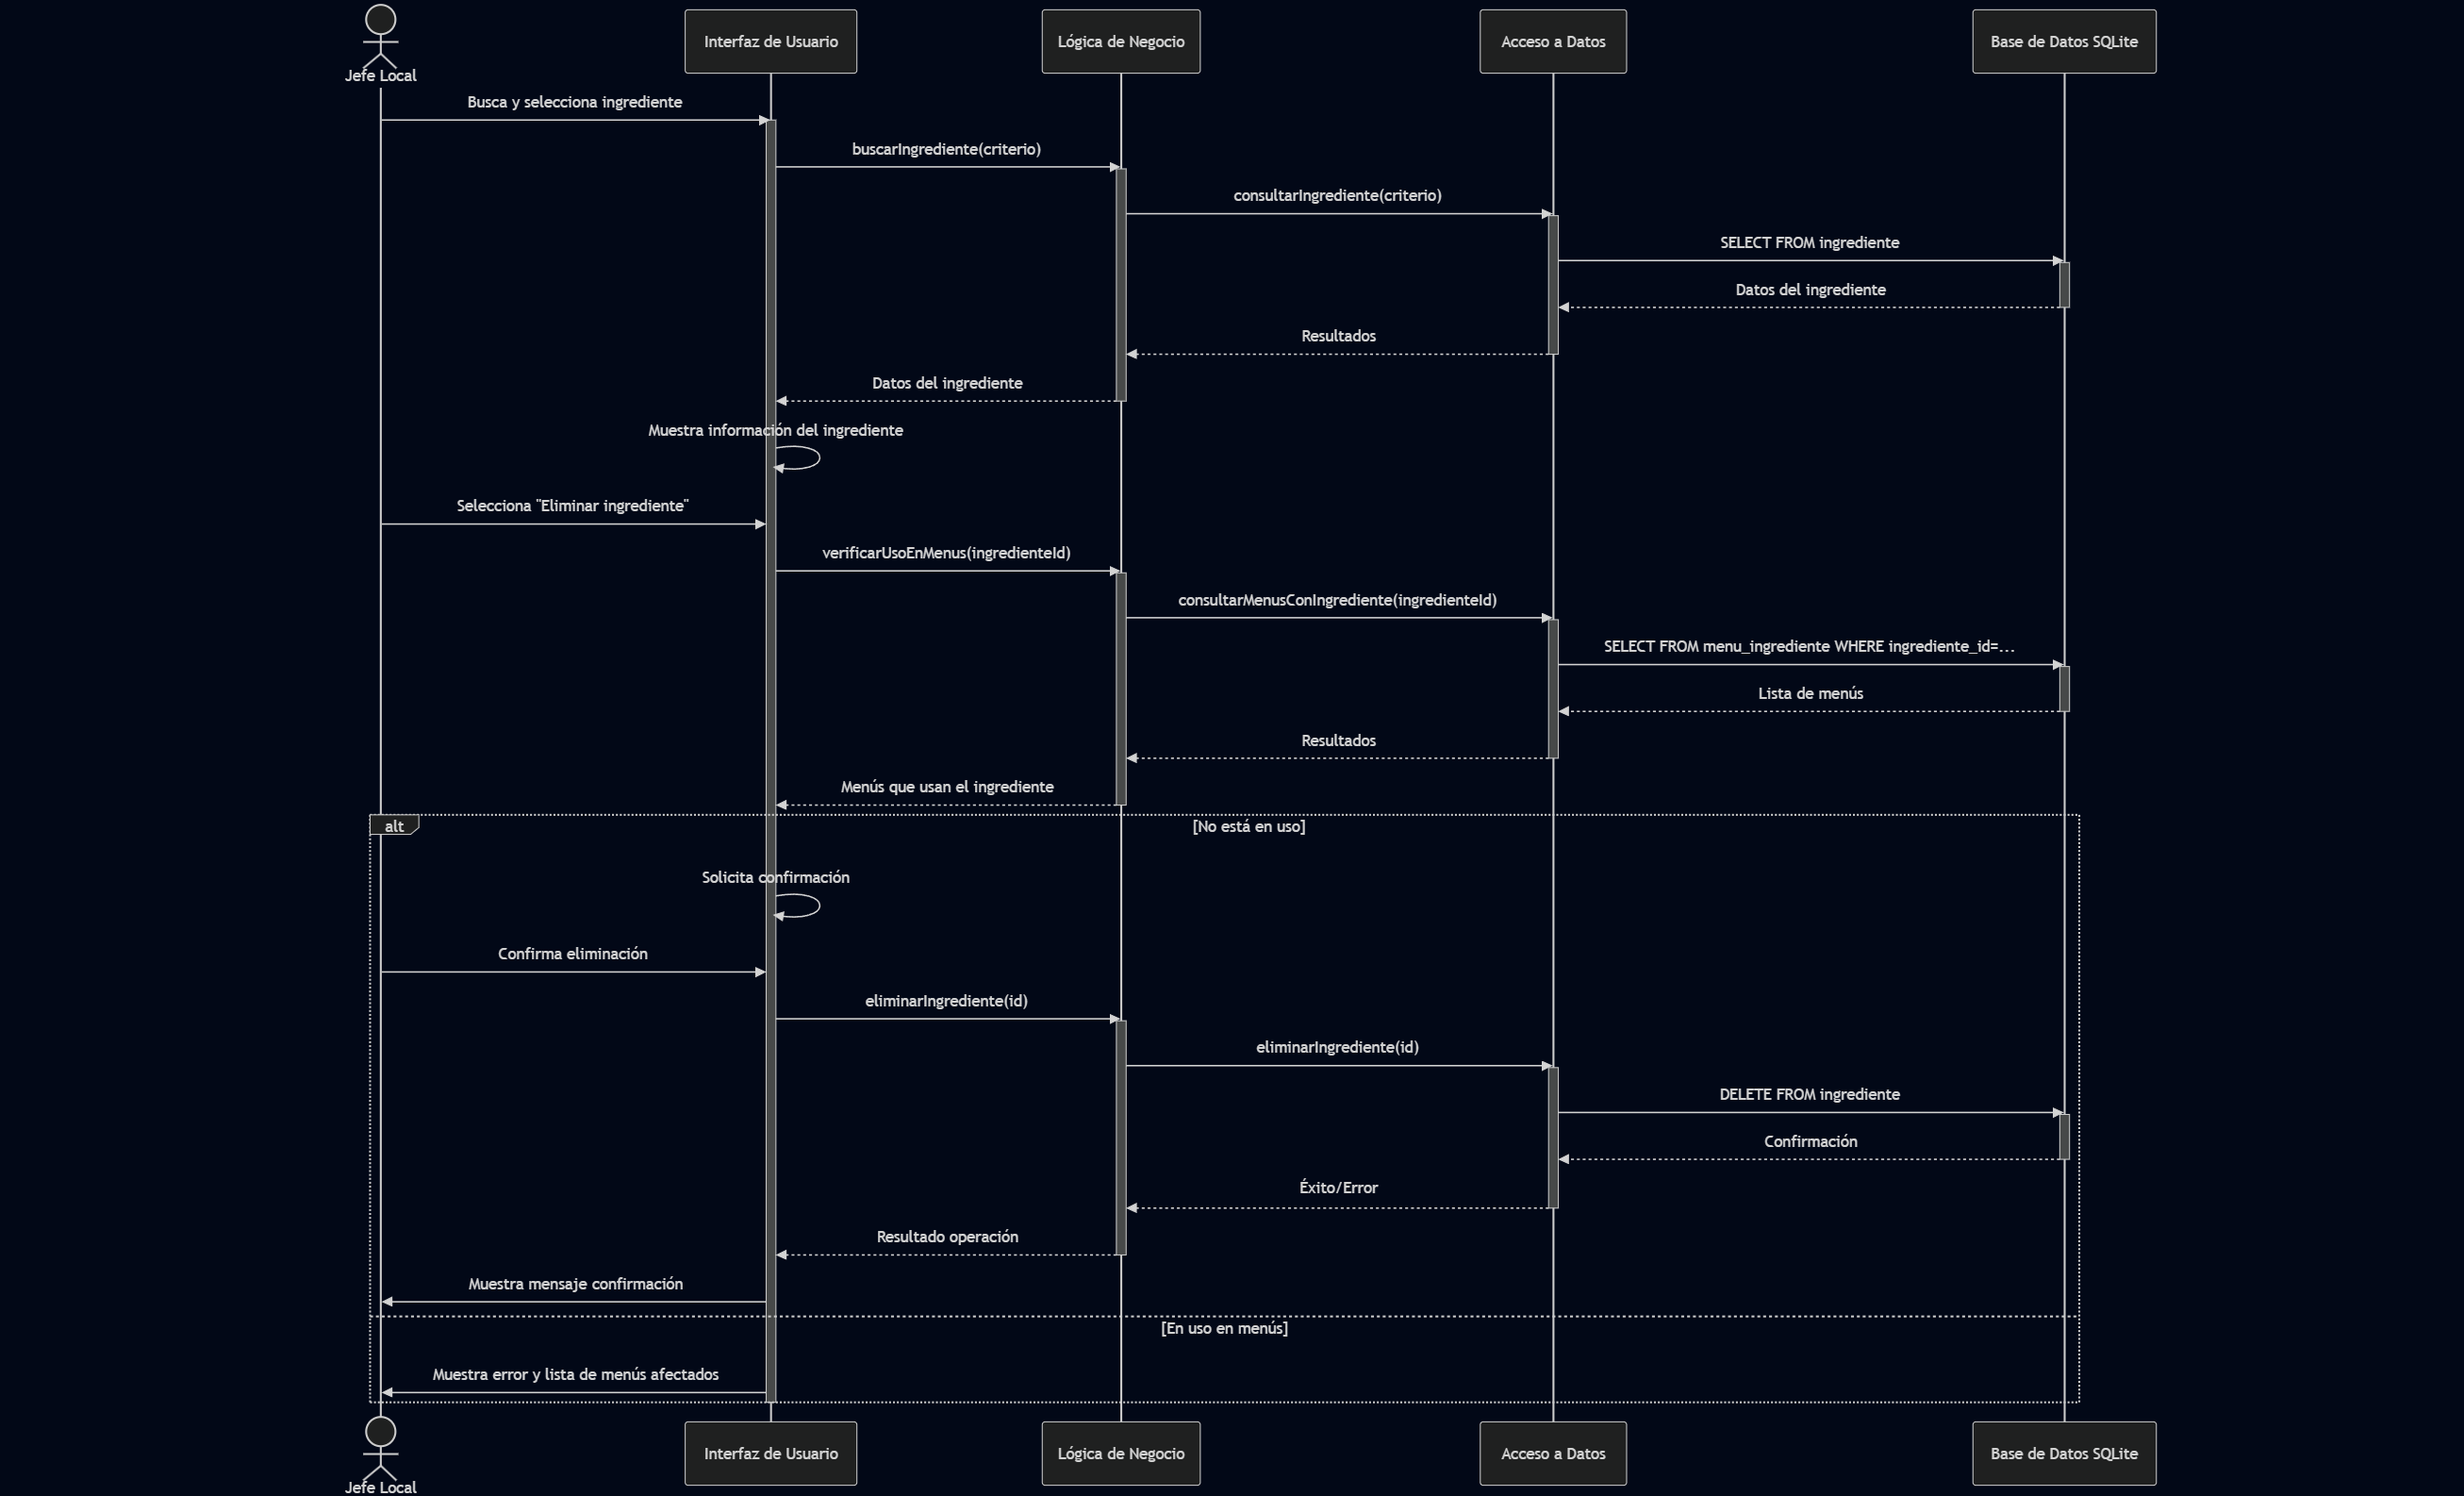 Jefe Local
Interfaz de Usuario
Lógica de Negocio
Acceso a Datos
Base de Datos SQLite
Busca y selecciona ingrediente
buscarIngrediente(criterio)
consultarIngrediente(criterio)
SELECT FROM ingrediente
Datos del ingrediente
Resultados
Datos del ingrediente
Muestra información del ingrediente
Selecciona "Eliminar ingrediente"
verificarUsoEnMenus(ingredienteId)
consultarMenusConIngrediente(ingredienteId)
SELECT FROM menu_ingrediente WHERE ingrediente_id=...
Lista de menús
Resultados
Menús que usan el ingrediente
alt
[No está en uso]
Solicita confirmación
Confirma eliminación
eliminarIngrediente(id)
eliminarIngrediente(id)
DELETE FROM ingrediente
Confirmación
Éxito/Error
Resultado operación
Muestra mensaje confirmación
[En uso en menús]
Muestra error y lista de menús afectados
Jefe Local
Interfaz de Usuario
Lógica de Negocio
Acceso a Datos
Base de Datos SQLite